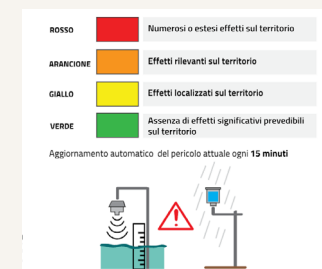 ROSSO Numerosi o estesi effetti sul territorio
ARANCIONE Effetti rilevanti sul territorio
GIALLO Effetti localizzati sul territorio
VERDE Assenza di effetti significativi prevedibili
sul territorio
Aggiornamento automatico del pericolo attuale ogni 15 minuti